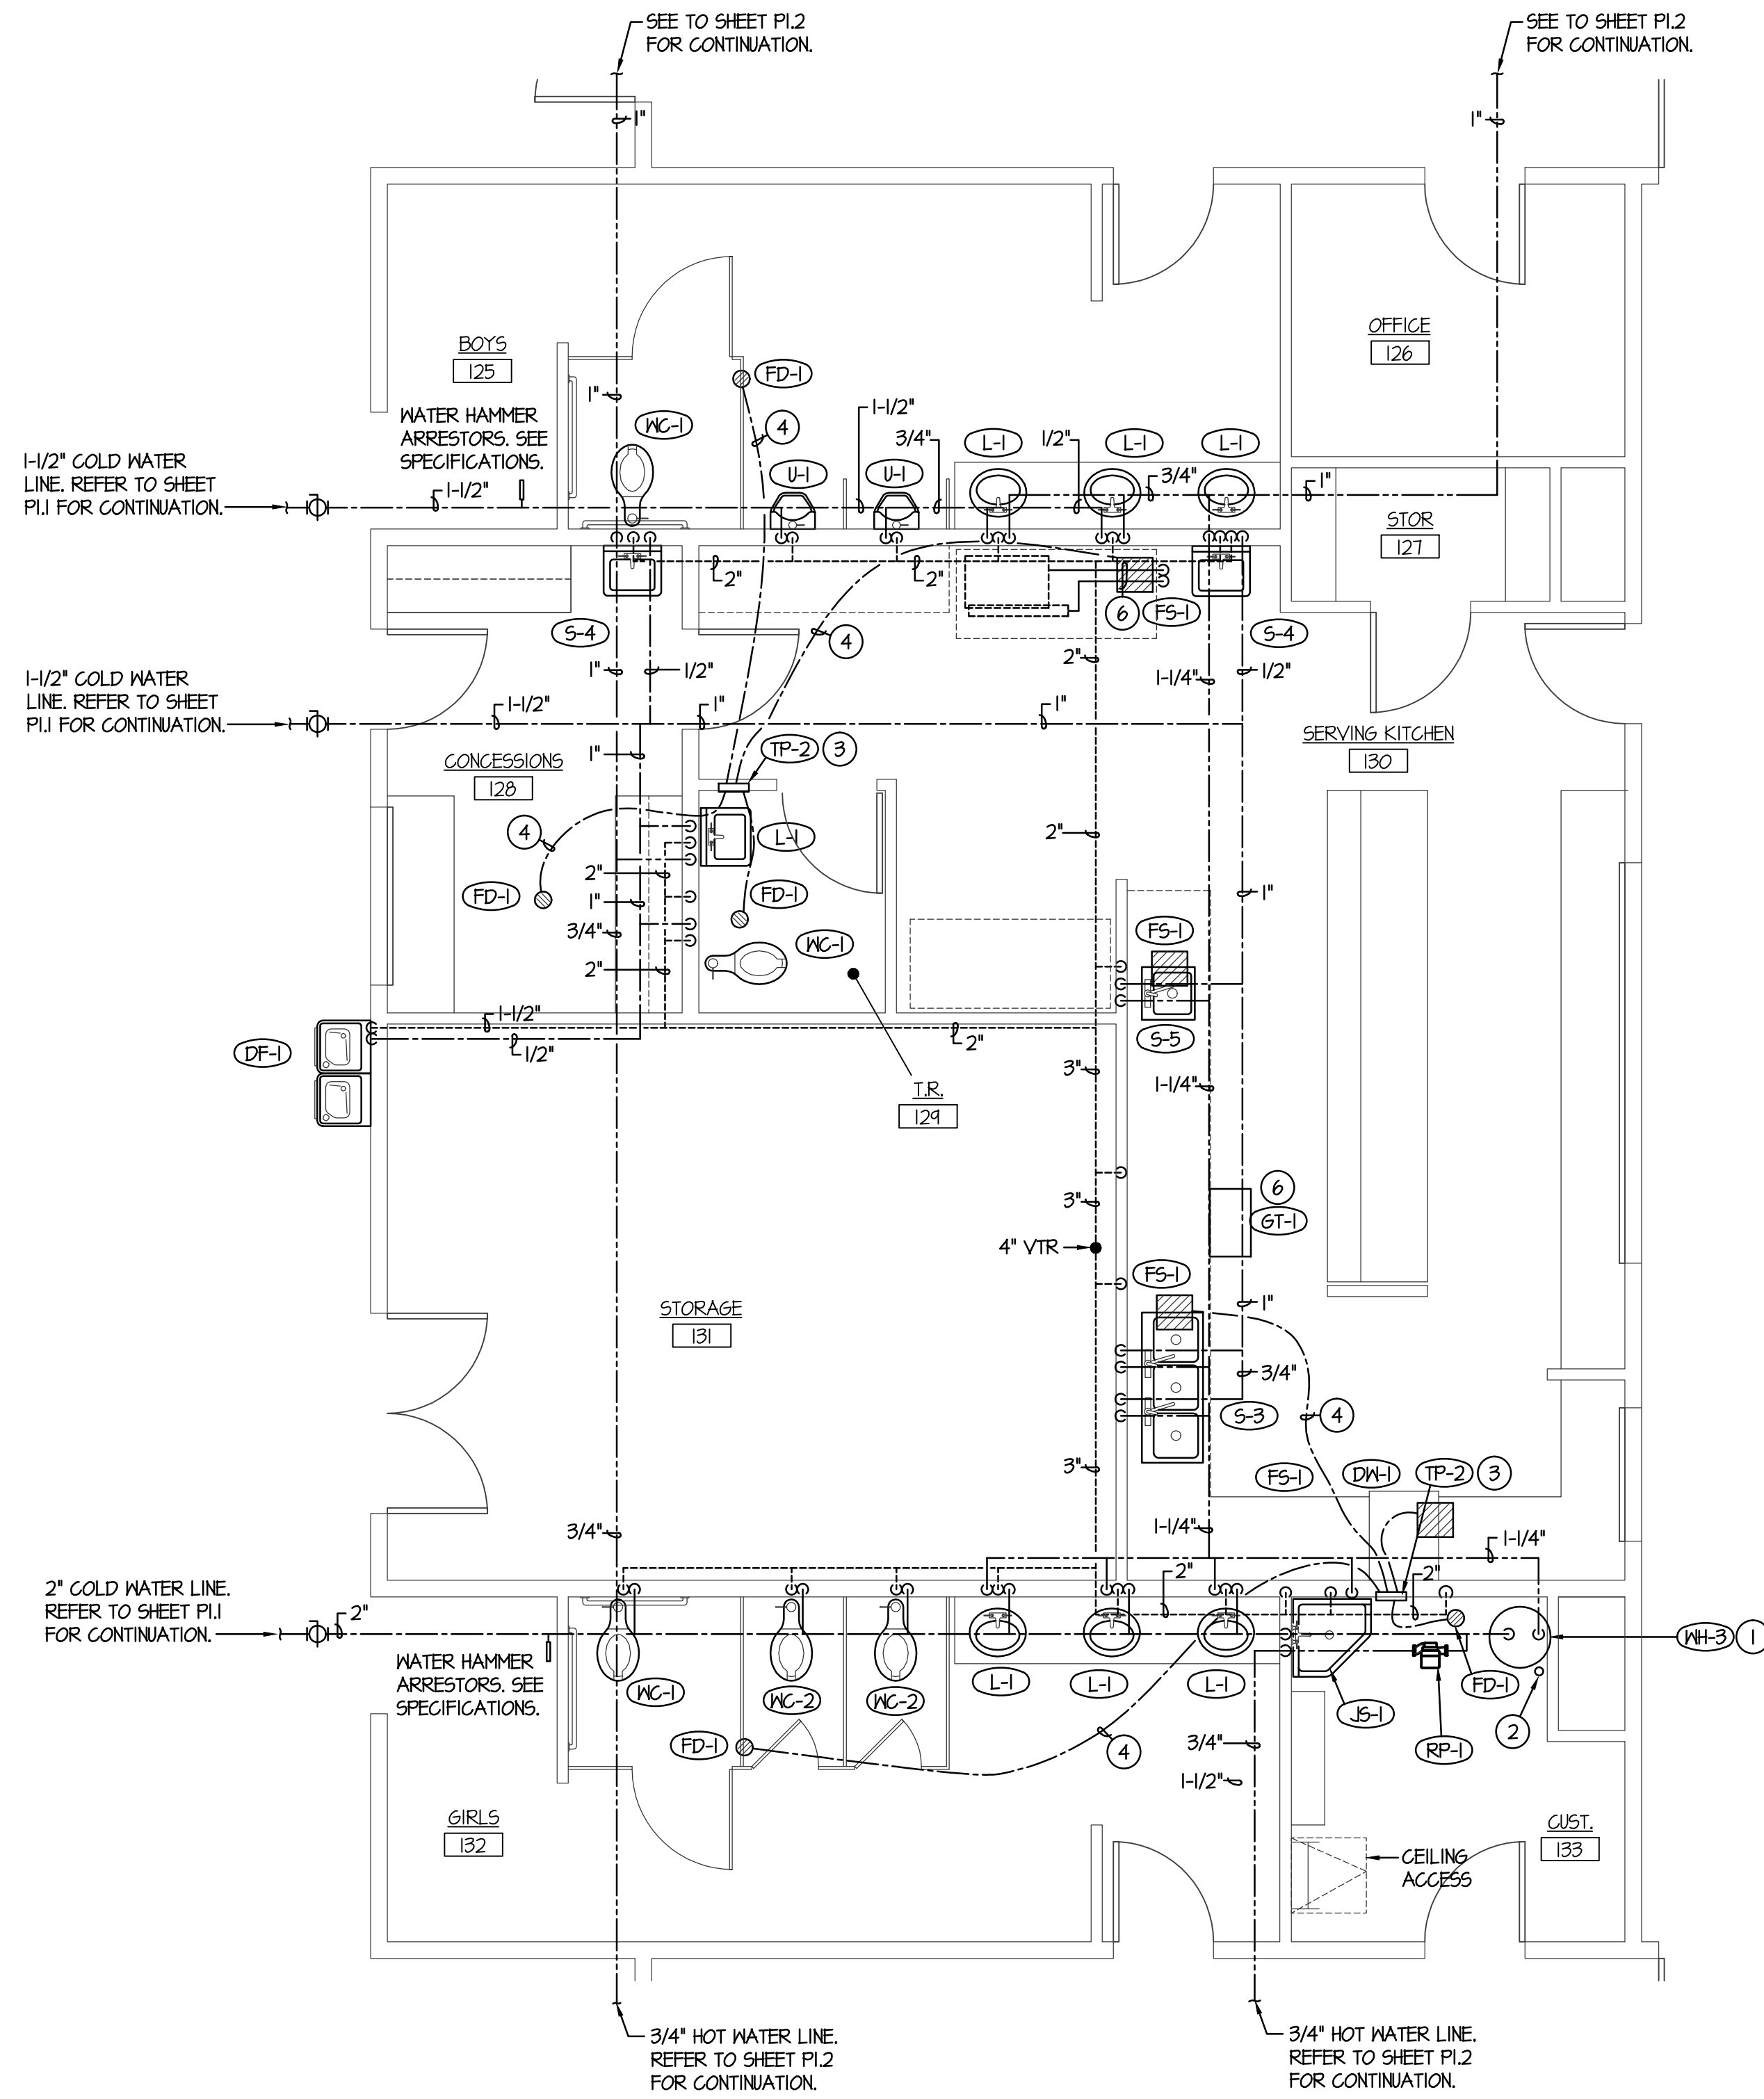 SEE TO SHEET P1.2
FOR CONTINUATION.
SEE TO SHEET P1.2
FOR CONTINUATION.
1"
1"
OFFICE
126
BOYS
125
FD-1
1"
WATER HAMMER
ARRESTORS. SEE
SPECIFICATIONS.
WC-1
4
1-1/2"
3/4"
1/2"
L-1
L-1
L-1
1-1/2" COLD WATER
LINE. REFER TO SHEET
P1.1 FOR CONTINUATION.
1-1/2"
U-1
U-1
3/4"
1"
STOR
127
2"
2"
6
FS-1
S-4
4
S-4
1"
1/2"
2"
1-1/4"
1/2"
1-1/2" COLD WATER
LINE. REFER TO SHEET
P1.1 FOR CONTINUATION.
1-1/2"
1"
1"
SERVING KITCHEN
130
1"
TP-2
3
CONCESSIONS
128
4
L-1
2"
2"
FD-1
1"
FD-1
1"
3/4"
2"
WC-1
FS-1
1-1/2"
1/2"
2"
S-5
DF-1
3"
1-1/4"
T.R.
129
3"
6
GT-1
4" VTR
FS-1
1"
STORAGE
131
3/4"
S-3
4
3"
FS-1
DW-1
TP-2
3
3/4"
1-1/4"
1-1/4"
2" COLD WATER LINE.
REFER TO SHEET P1.1
FOR CONTINUATION.
2"
2"
2"
WH-3
1
WATER HAMMER
ARRESTORS. SEE
SPECIFICATIONS.
WC-1
WC-2
WC-2
L-1
L-1
L-1
JS-1
FD-1
RP-1
2
FD-1
4
3/4"
1-1/2"
GIRLS
132
CUST.
133
CEILING
ACCESS
3/4" HOT WATER LINE.
REFER TO SHEET P1.2
FOR CONTINUATION.
3/4" HOT WATER LINE.
REFER TO SHEET P1.2
FOR CONTINUATION.